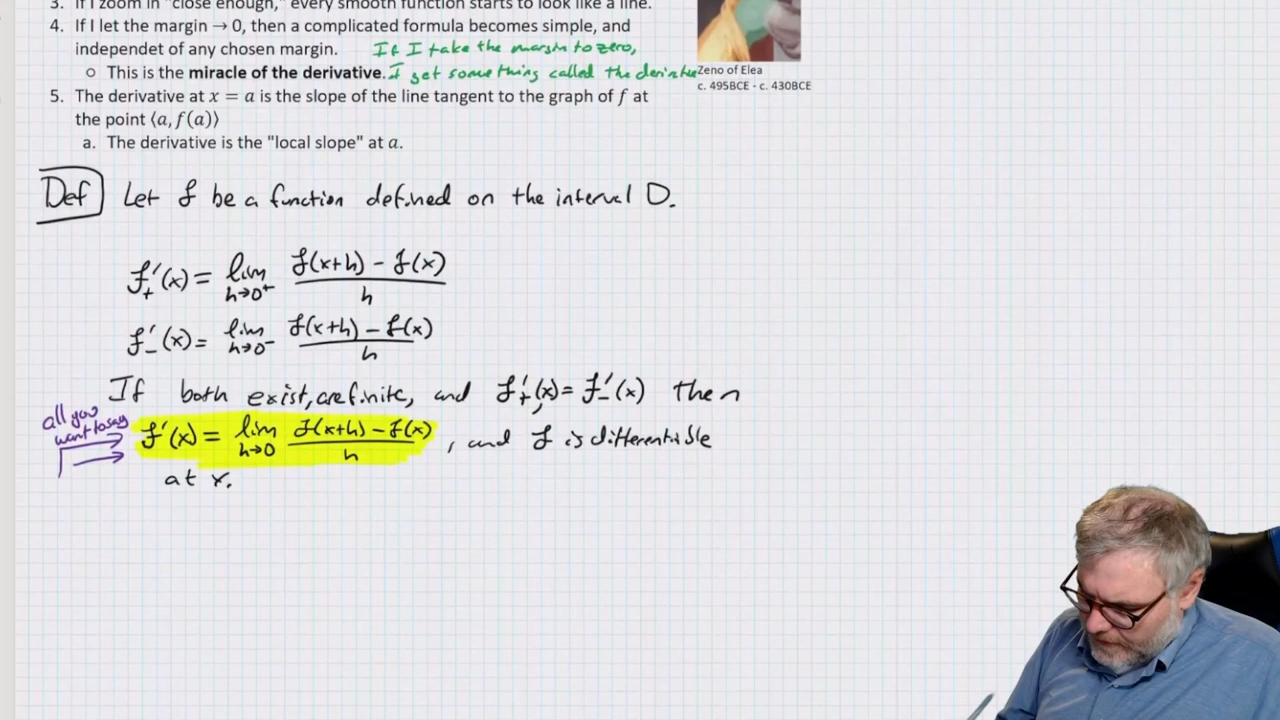 3. If I zoom in "close enough," every smooth function starts to look like a line.
4. If I let the margin → 0, then a complicated formula becomes simple, and
independet of any chosen margin. If I take the margin to zero,
○ This is the miracle of the derivative. I get something called the derivative
Zeno of Elea
c. 495BCE - c. 430BCE
5. The derivative at x = a is the slope of the line tangent to the graph of f at
the point ⟨a, f(a)⟩
a. The derivative is the "local slope" at a.
Def Let f be a function defined on the interval D.
f₊'(x) = lim h→0⁺ (f(x+h) - f(x))/h
f₋'(x) = lim h→0⁻ (f(x+h) - f(x))/h
If both exist, are finite, and f₊'(x) = f₋'(x) then
all you
want to say
f'(x) = lim h→0 (f(x+h) - f(x))/h , and f is differentiable
at x.